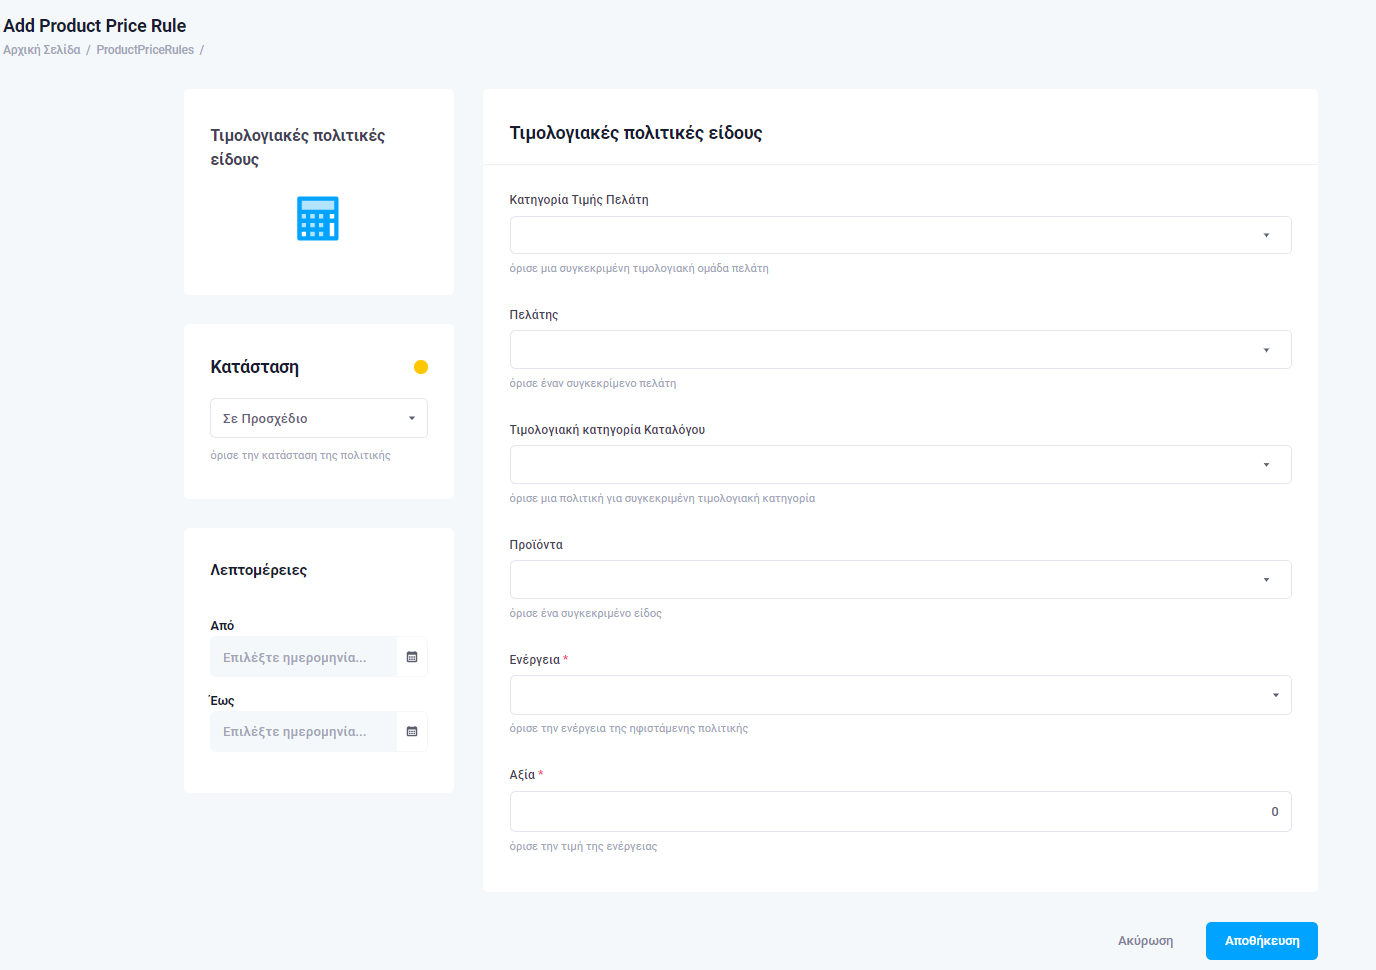 Add Product Price Rule
Αρχική Σελίδα / ProductPriceRules /
Τιμολογιακές πολιτικές
είδους
Κατάσταση
Σε Προσχέδιο
όρισε την κατάσταση της πολιτικής
Λεπτομέρειες
Από
Επιλέξτε ημερομηνία...
Έως
Επιλέξτε ημερομηνία...
Τιμολογιακές πολιτικές είδους
Κατηγορία Τιμής Πελάτη
όρισε μια συγκεκριμένη τιμολογιακή ομάδα πελάτη
Πελάτης
όρισε έναν συγκεκρίμενο πελάτη
Τιμολογιακή κατηγορία Καταλόγου
όρισε μια πολιτική για συγκεκριμένη τιμολογιακή κατηγορία
Προϊόντα
όρισε ένα συγκεκριμένο είδος
Ενέργεια *
όρισε την ενέργεια της ηφιστάμενης πολιτικής
Αξία *
0
όρισε την τιμή της ενέργειας
Ακύρωση
Αποθήκευση